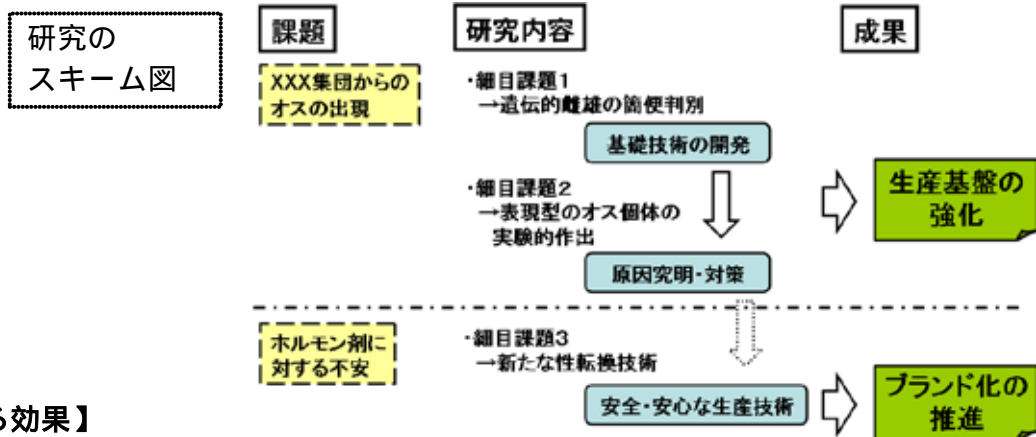 研究の
スキーム図
課題
研究内容
成果
XXX集団からの
オスの出現
・細目課題1
→遺伝的雌雄の簡便判別
基礎技術の開発
・細目課題2
→表現型のオス個体の
実験的作出
原因究明・対策
生産基盤の
強化
ホルモン剤に
対する不安
・細目課題3
→新たな性転換技術
安全・安心な生産技術
ブランド化の
推進
効果】